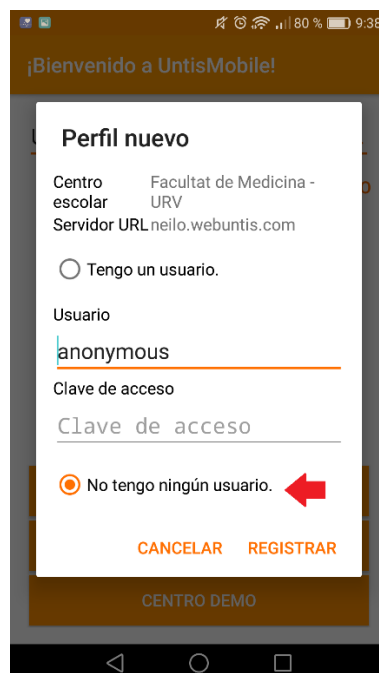 80 % 9:38
¡Bienvenido a UntisMobile!
Perfil nuevo
Centro escolar Facultat de Medicina - URV
Servidor URL neilo.webuntis.com
Tengo un usuario.
Usuario
anonymous
Clave de acceso
Clave de acceso
No tengo ningún usuario.
CANCELAR REGISTRAR
CENTRO DEMO